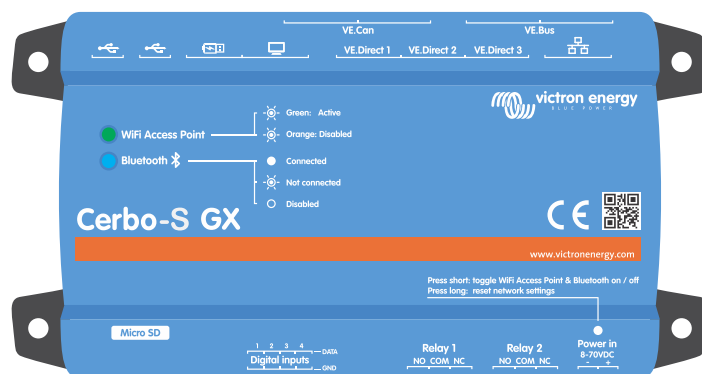 VE.Can
VE.Bus
VE.Direct 1
VE.Direct 2
VE.Direct 3
victron energy
BLUE POWER
Green: Active
WiFi Access Point
Orange: Disabled
Bluetooth
Connected
Not connected
Disabled
Cerbo-S GX
CE
www.victronenergy.com
Press short: toggle WiFi Access Point & Bluetooth on / off
Press long: reset network settings
Micro SD
1 2 3 4
DATA
Digital inputs
GND
Relay 1
NO COM NC
Relay 2
NO COM NC
Power in
8-70VDC
- +